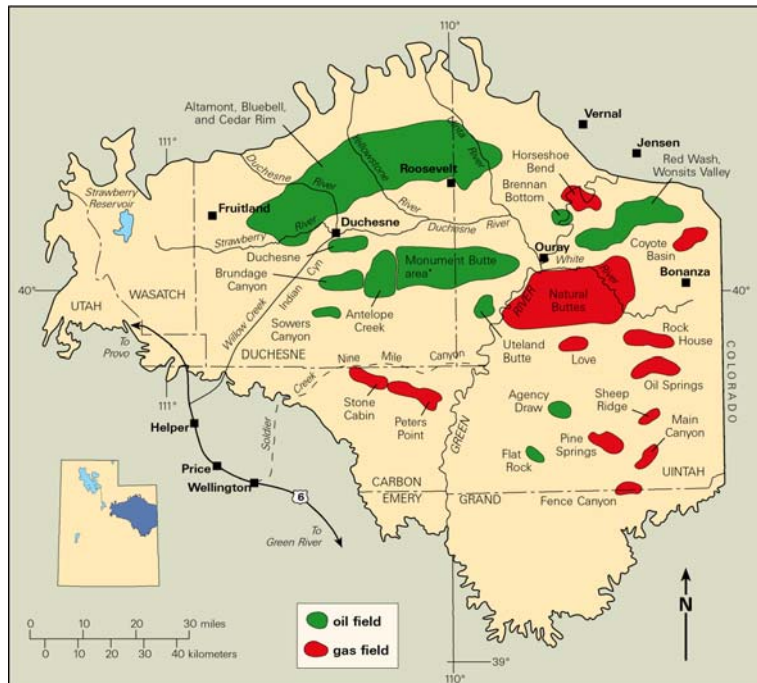 110°
Vernal
Altamont, Bluebell,
and Cedar Rim
Jensen
111°
Yellowstone
River
Uinta
River
Horseshoe
Bend
Red Wash,
Wonsits Valley
Duchesne
River
Roosevelt
Brennan
Bottom
Strawberry
Reservoir
Fruitland
Strawberry
River
Duchesne
Duchesne River
Ouray
White
River
Coyote
Basin
Duchesne
Monument Butte
area*
Bonanza
Brundage
Canyon
Indian Cyn
Willow Creek
40°
UTAH
WASATCH
Natural
Buttes
40°
Antelope
Creek
Sowers
Canyon
Uteland
Butte
RIVER
Rock
House
To
Provo
DUCHESNE
Nine Mile Canyon
Love
COLORADO
Oil Springs
111°
Creek
Stone
Cabin
Peters
Point
Agency
Draw
Sheep
Ridge
Main
Canyon
Helper
Soldier
GREEN
Pine
Springs
Flat
Rock
Price
Wellington
CARBON
UINTAH
EMERY
GRAND
Fence Canyon
6
To
Green River
N
0 10 20 30 miles
0 10 20 30 40 kilometers
oil field
gas field
39°
110°